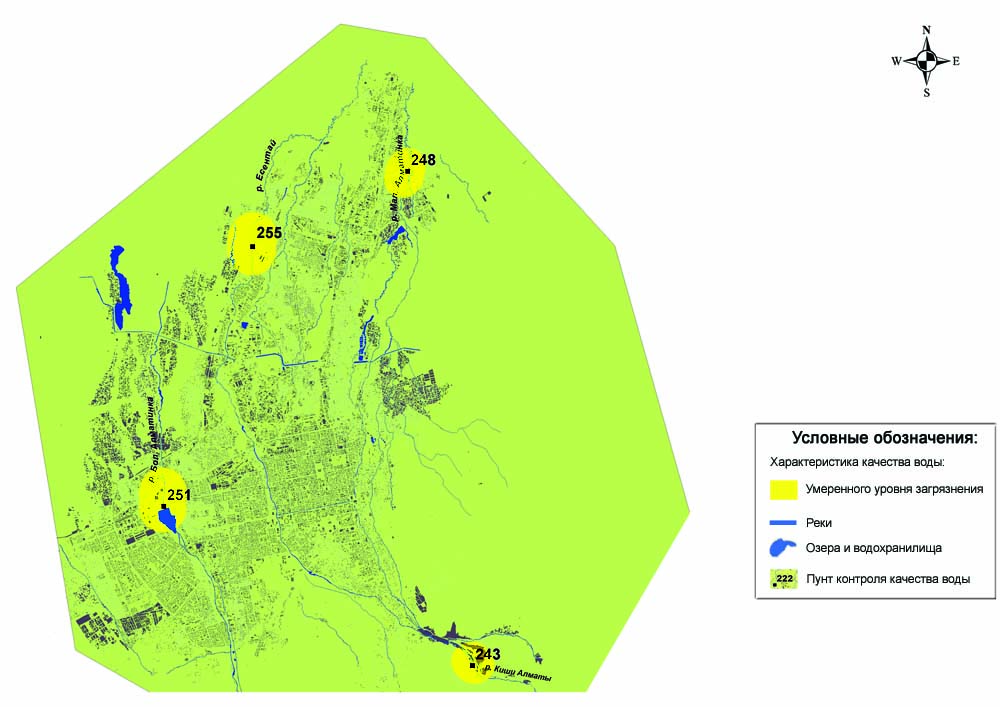 N
W E
S
248
р. Есентай
р. Мал. Алматинка
255
р. Бол. Алматинка
251
243
р. Киши Алматы
Условные обозначения:
Характеристика качества воды:
Умеренного уровня загрязнения
Реки
Озера и водохранилища
222
Пунт контроля качества воды